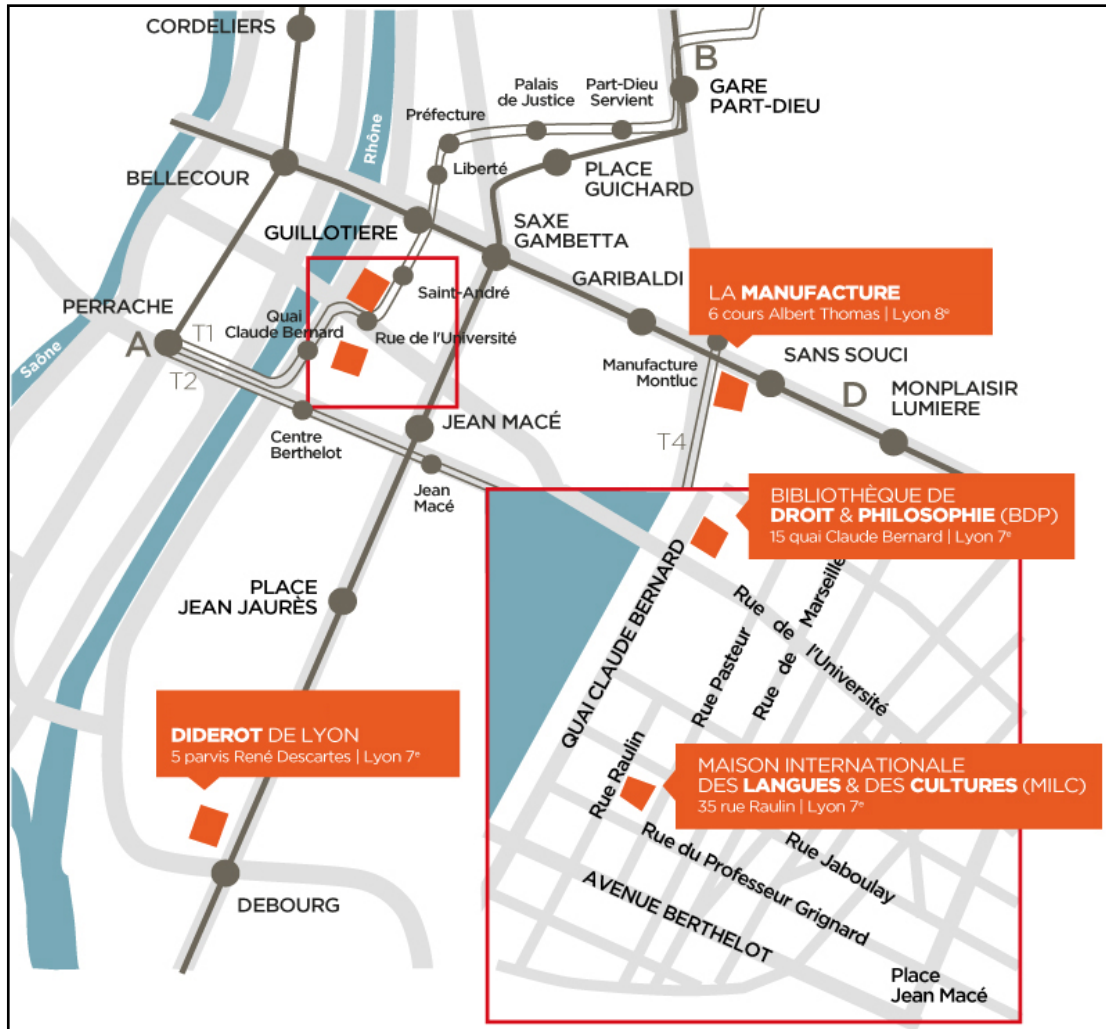 CORDELIERS
B
GARE
PART-DIEU
Palais
de Justice
Part-Dieu
Servient
Préfecture
Rhône
Saône
BELLECOUR
Liberté
PLACE
GUICHARD
GUILLOTIERE
SAXE
GAMBETTA
GARIBALDI
LA MANUFACTURE
6 cours Albert Thomas | Lyon 8e
PERRACHE
A
T1
T2
Quai
Claude Bernard
Saint-André
Rue de l'Université
Manufacture
Montluc
SANS SOUCI
D
MONPLAISIR
LUMIERE
Centre
Berthelot
JEAN MACÉ
T4
Jean
Macé
BIBLIOTHÈQUE DE
DROIT & PHILOSOPHIE (BDP)
15 quai Claude Bernard | Lyon 7e
PLACE
JEAN JAURÈS
QUAI CLAUDE BERNARD
Rue Pasteur
Rue de Marseille
Rue de l'Université
DIDEROT DE LYON
5 parvis René Descartes | Lyon 7e
Rue Raulin
MAISON INTERNATIONALE
DES LANGUES & DES CULTURES (MILC)
35 rue Raulin | Lyon 7e
Rue Jaboulay
Rue du Professeur Grignard
AVENUE BERTHELOT
DEBOURG
Place
Jean Macé